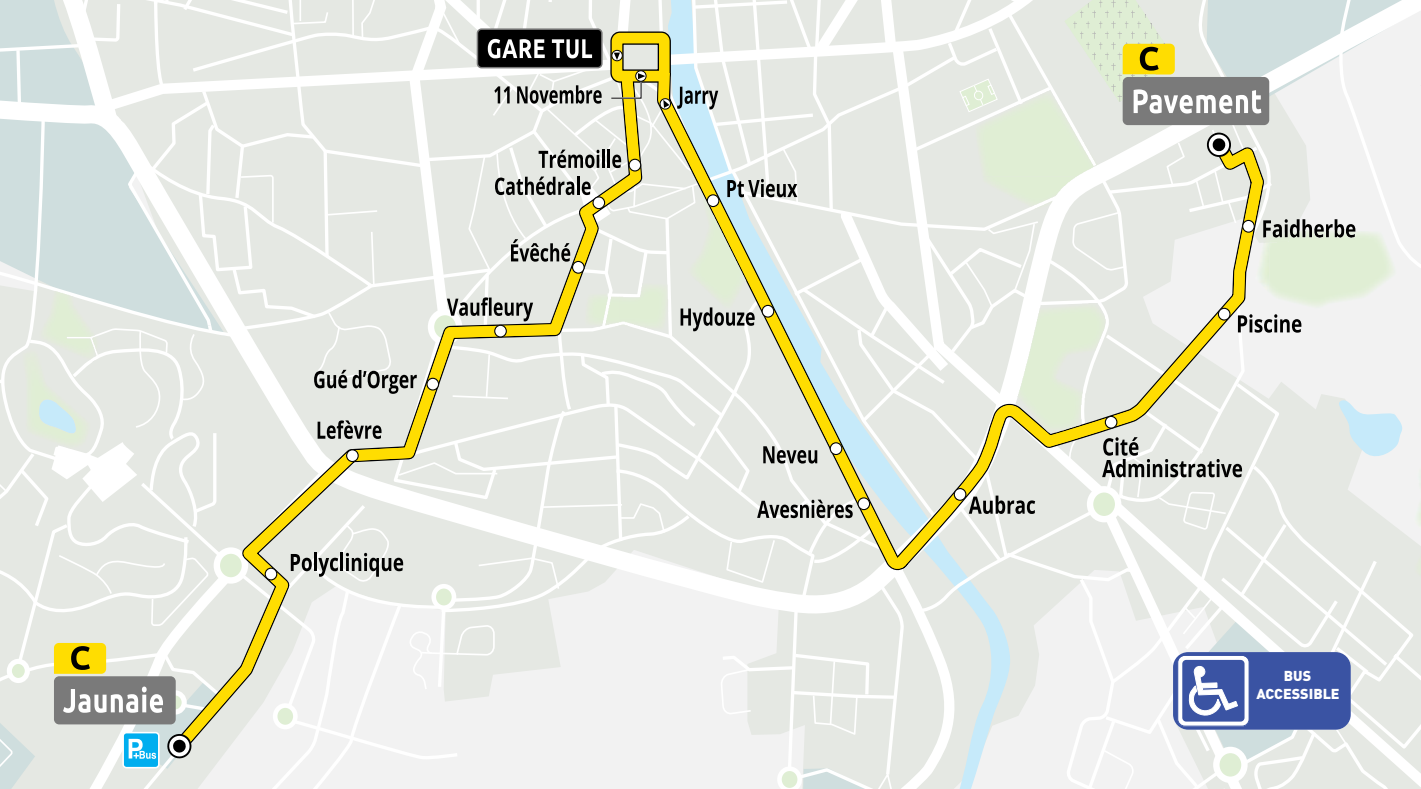 GARE TUL
11 Novembre
Jarry
C
Pavement
Trémoille
Cathédrale
Pt Vieux
Évêché
Faidherbe
Vaufleury
Hydouze
Piscine
Gué d'Orger
Lefèvre
Neveu
Cité
Administrative
Avesnières
Aubrac
Polyclinique
C
Jaunaie
P
+Bus
BUS
ACCESSIBLE